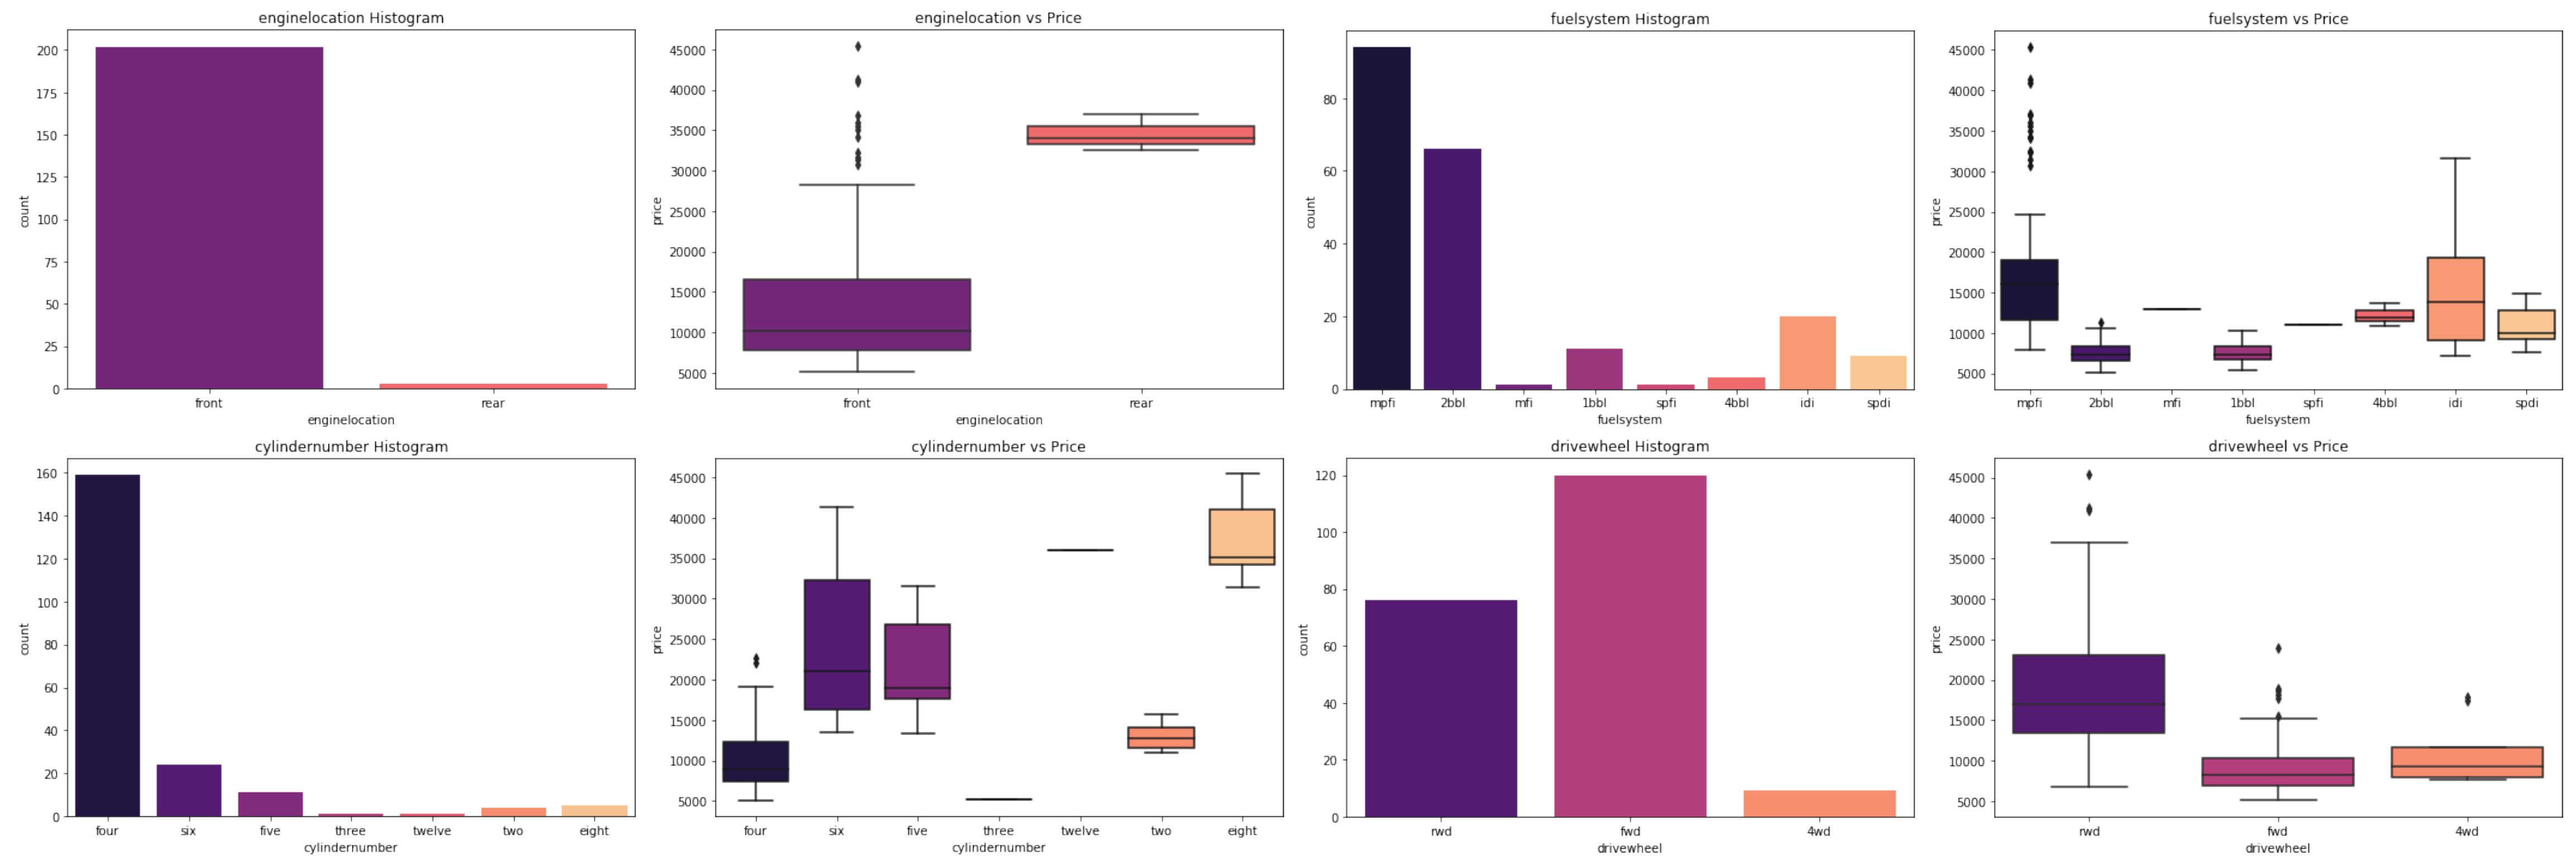 enginelocation Histogram
200
175
150
125
100
75
50
25
0
count
front rear
enginelocation
enginelocation vs Price
45000
40000
35000
30000
25000
20000
15000
10000
5000
price
front rear
enginelocation
fuelsystem Histogram
80
60
40
20
0
count
mpfi 2bbl mfi 1bbl spfi 4bbl idi spdi
fuelsystem
fuelsystem vs Price
45000
40000
35000
30000
25000
20000
15000
10000
5000
price
mpfi 2bbl mfi 1bbl spfi 4bbl idi spdi
fuelsystem
cylindernumber Histogram
160
140
120
100
80
60
40
20
0
count
four six five three twelve two eight
cylindernumber
cylindernumber vs Price
45000
40000
35000
30000
25000
20000
15000
10000
5000
price
four six five three twelve two eight
cylindernumber
drivewheel Histogram
120
100
80
60
40
20
0
count
rwd fwd 4wd
drivewheel
drivewheel vs Price
45000
40000
35000
30000
25000
20000
15000
10000
5000
price
rwd fwd 4wd
drivewheel